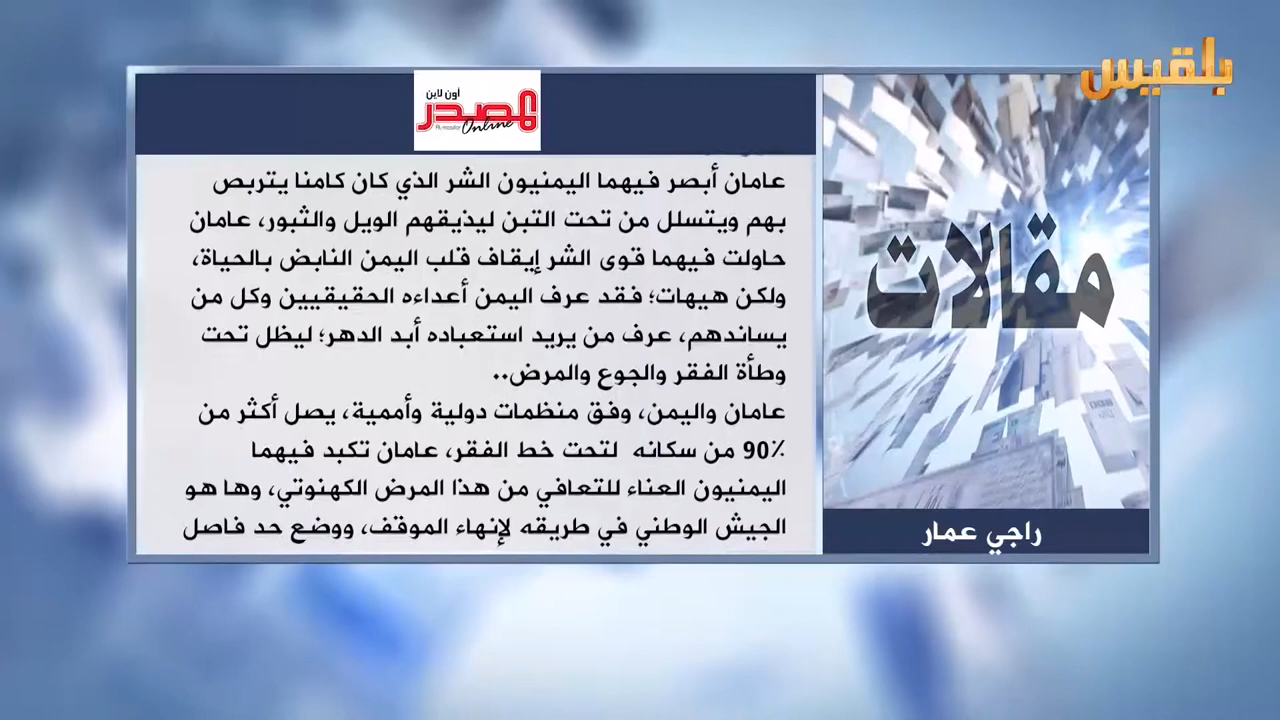 بلقيس
المصدر
أون لاين
Al-masdar Online
عامان أبصر فيهما اليمنيون الشر الذي كان كامنا يتربص
بهم ويتسلل من تحت التبن ليذيقهم الويل والثبور، عامان
حاولت فيهما قوى الشر إيقاف قلب اليمن النابض بالحياة،
ولكن هيهات؛ فقد عرف اليمن أعداءه الحقيقيين وكل من
يساندهم، عرف من يريد استعباده أبد الدهر؛ ليظل تحت
وطأة الفقر والجوع والمرض..
عامان واليمن، وفق منظمات دولية وأممية، يصل أكثر من
90٪ من سكانه لتحت خط الفقر، عامان تكبد فيهما
اليمنيون العناء للتعافي من هذا المرض الكهنوتي، وها هو
الجيش الوطني في طريقه لإنهاء الموقف، ووضع حد فاصل
مقالات
راجي عمار